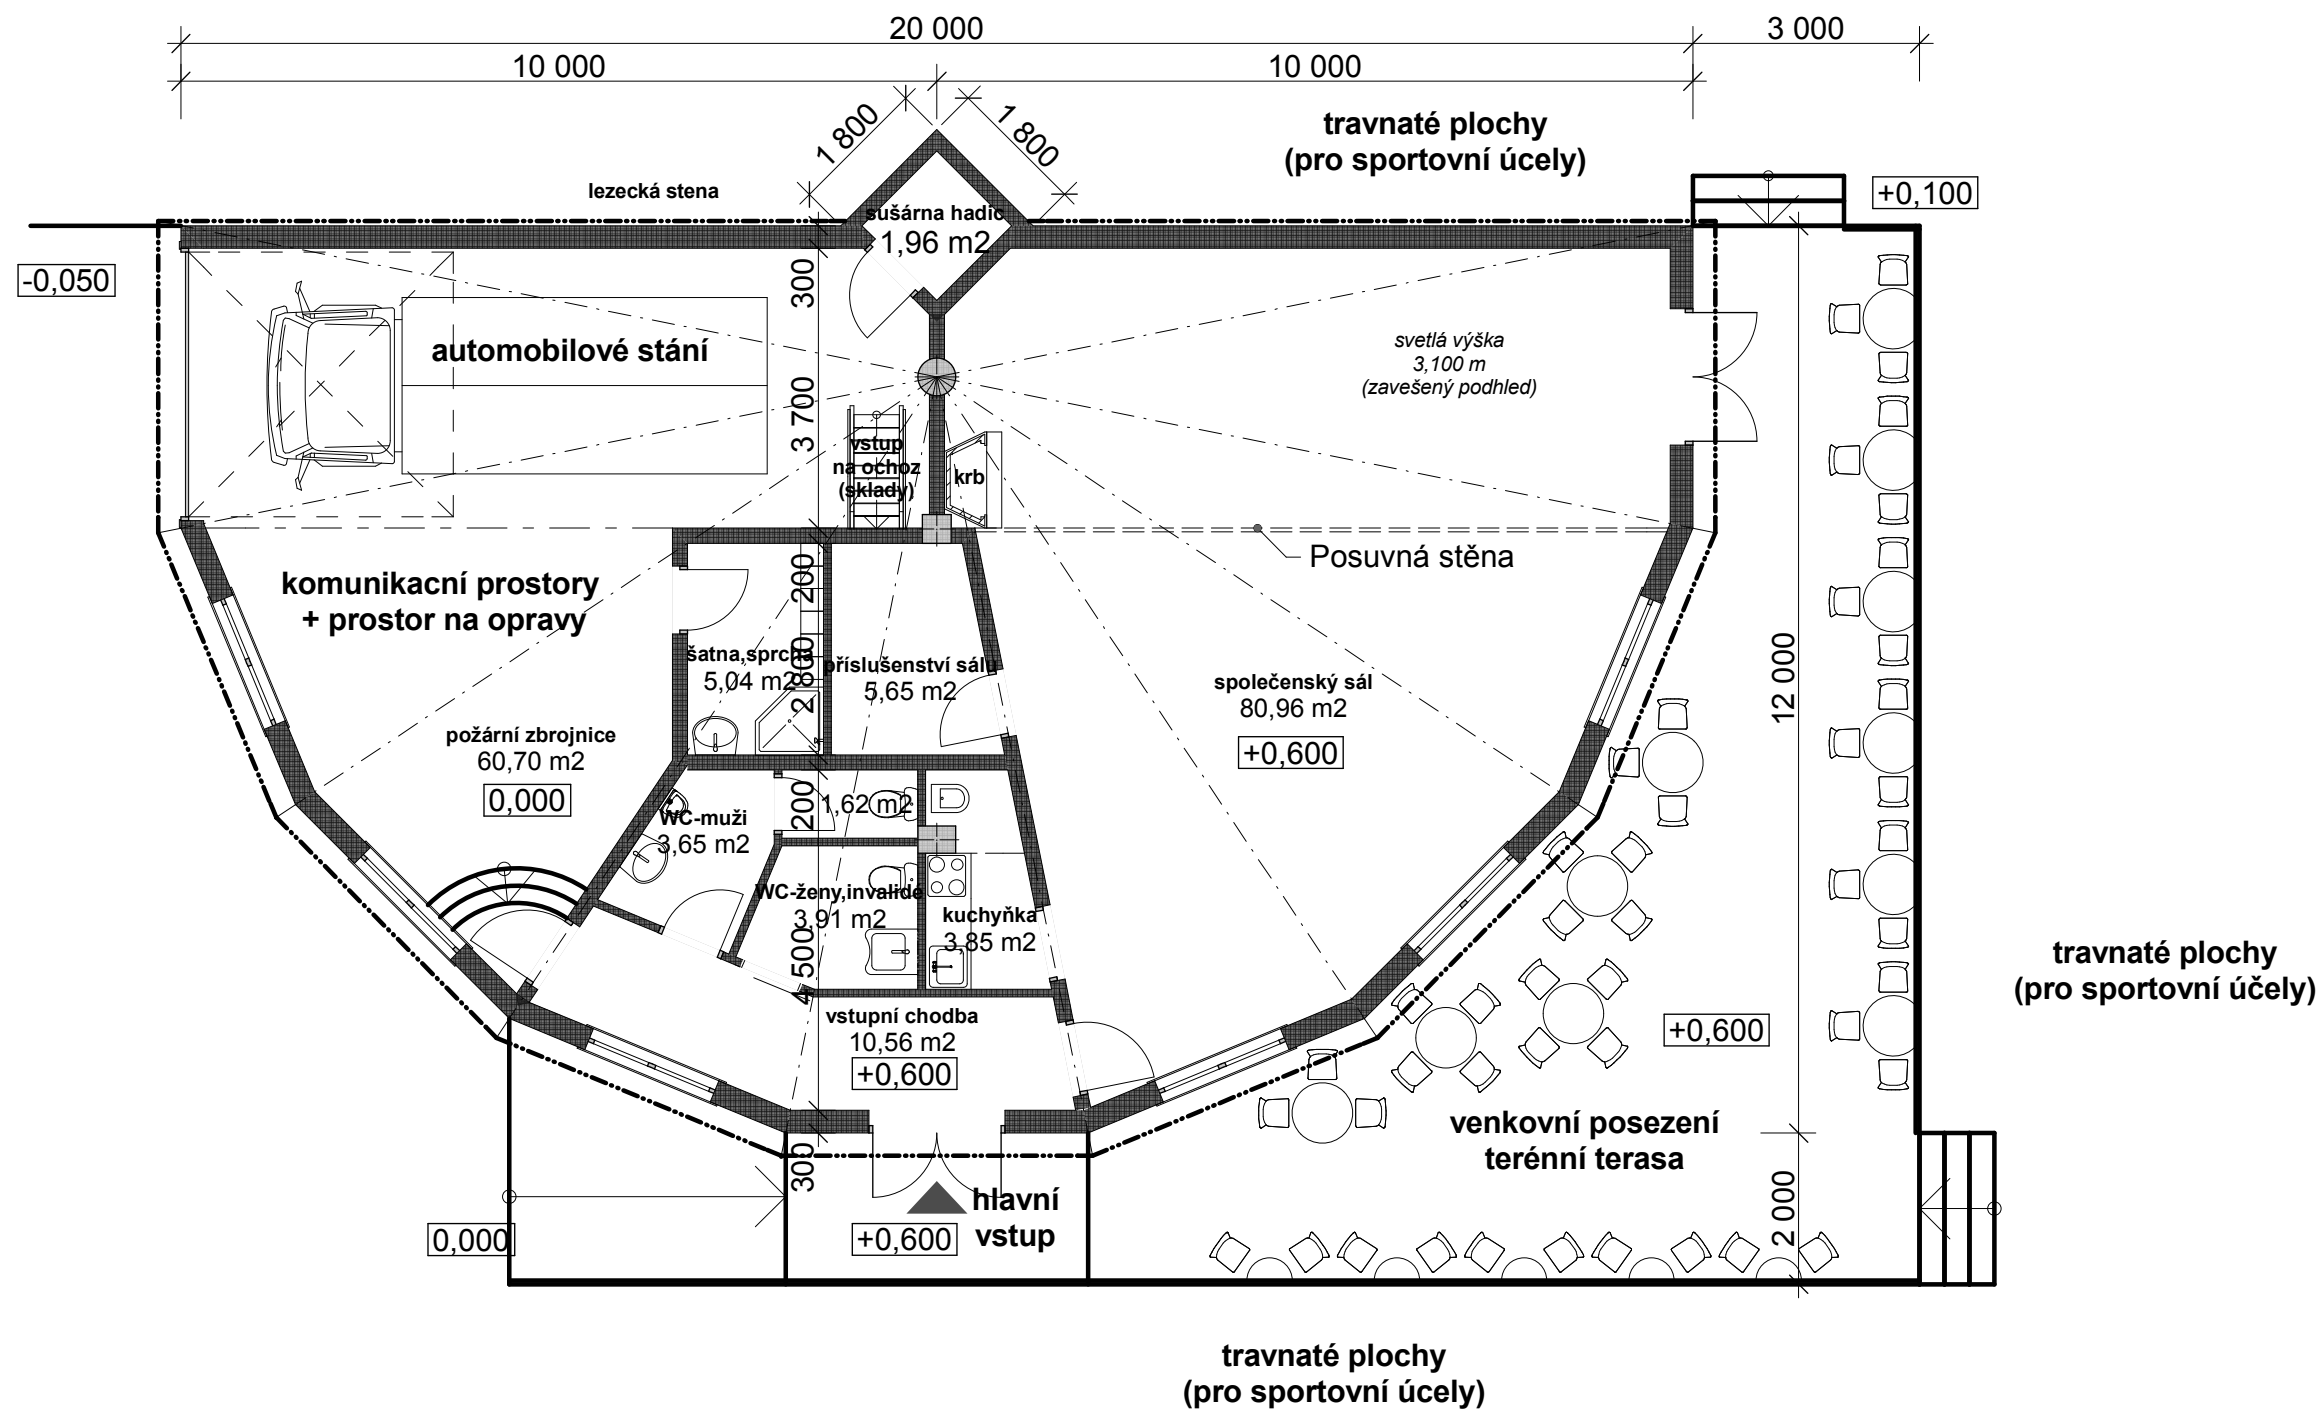 20 000
3 000
10 000
10 000
1 800
1 800
travnaté plochy
(pro sportovní úcely)
lezecká stena
+0,100
sušárna hadic
1,96 m2
-0,050
300
automobilové stání
svetlá výška
3,100 m
(zavešený podhled)
3 700
vstup
na ochoz
(sklady)
krb
Posuvná stěna
komunikacní prostory
+ prostor na opravy
200
šatna,sprcha
5,04 m2
2 800
příslušenství sálu
5,65 m2
společenský sál
80,96 m2
+0,600
12 000
požární zbrojnice
60,70 m2
0,000
200
1,62 m2
WC-muži
3,65 m2
WC-ženy,invalidé
3,91 m2
kuchyňka
3,85 m2
4 500
travnaté plochy
(pro sportovní účely)
vstupní chodba
10,56 m2
+0,600
+0,600
venkovní posezení
terénní terasa
300
hlavní
vstup
2 000
0,000
+0,600
travnaté plochy
(pro sportovní úcely)